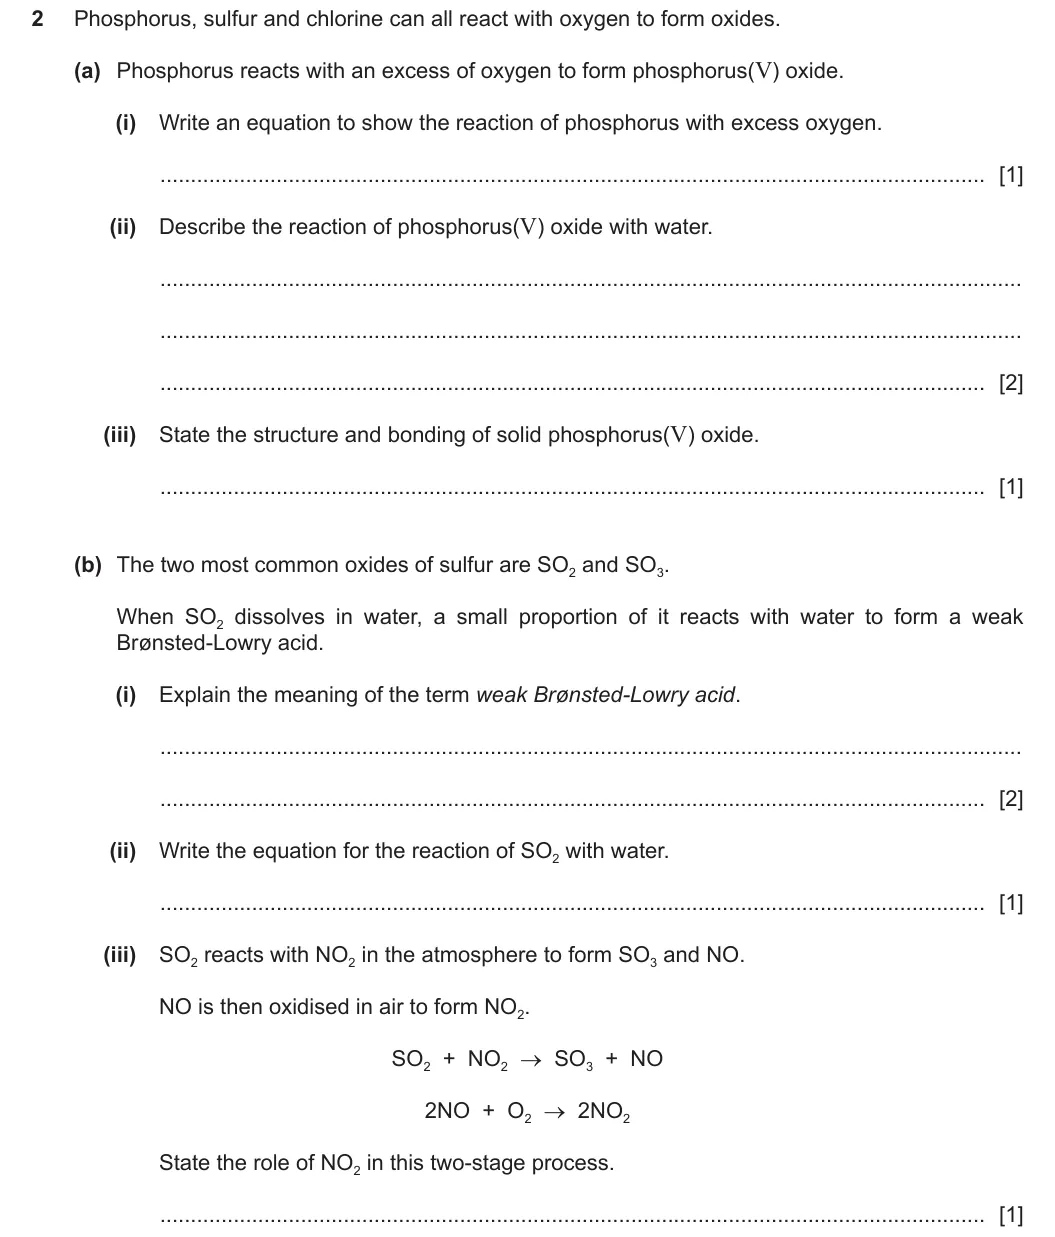 2 Phosphorus, sulfur and chlorine can all react with oxygen to form oxides.
(a) Phosphorus reacts with an excess of oxygen to form phosphorus(V) oxide.
(i) Write an equation to show the reaction of phosphorus with excess oxygen.
[1]
(ii) Describe the reaction of phosphorus(V) oxide with water.
[2]
(iii) State the structure and bonding of solid phosphorus(V) oxide.
[1]
(b) The two most common oxides of sulfur are SO₂ and SO₃.
When SO₂ dissolves in water, a small proportion of it reacts with water to form a weak
Brønsted-Lowry acid.
(i) Explain the meaning of the term weak Brønsted-Lowry acid.
[2]
(ii) Write the equation for the reaction of SO₂ with water.
[1]
(iii) SO₂ reacts with NO₂ in the atmosphere to form SO₃ and NO.
NO is then oxidised in air to form NO₂.
SO₂ + NO₂ → SO₃ + NO
2NO + O₂ → 2NO₂
State the role of NO₂ in this two-stage process.
[1]